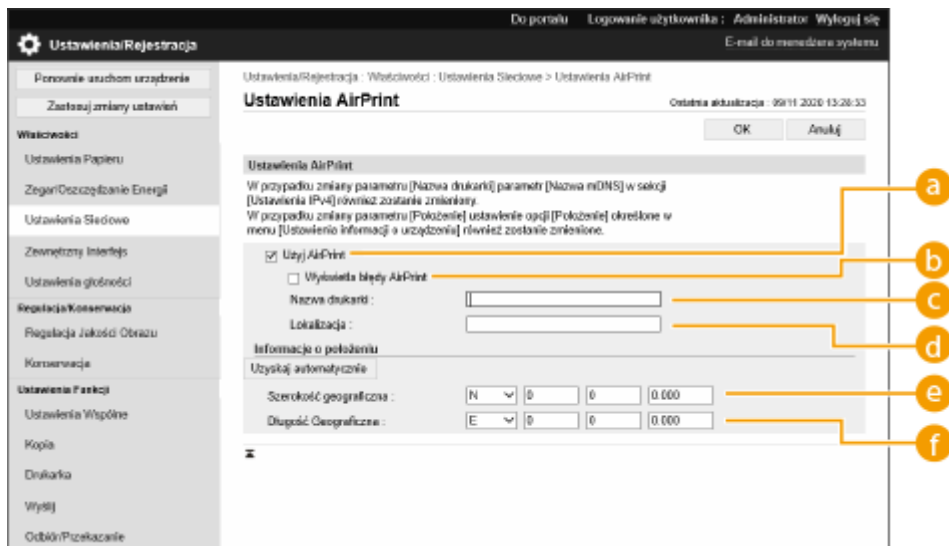 Do portalu Logowanie użytkownika : Administrator Wyloguj się
Ustawienia/Rejestracja E-mail do menedżera systemu
Ponownie uruchom urządzenie
Zastosuj zmiany ustawień
Właściwości
Ustawienia Papieru
Zegar/Oszczędzanie Energii
Ustawienia Sieciowe
Zewnętrzny Interfejs
Ustawienia głośności
Regulacja/Konserwacja
Regulacja Jakości Obrazu
Konserwacja
Ustawienia Funkcji
Ustawienia Wspólne
Kopia
Drukarka
Wyślij
Odbiór/Przekazanie
Ustawienia/Rejestracja : Właściwości : Ustawienia Sieciowe > Ustawienia AirPrint
Ustawienia AirPrint
Ostatnia aktualizacja : 09/11 2020 13:28:33
OK Anuluj
Ustawienia AirPrint
W przypadku zmiany parametru [Nazwa drukarki] parametr [Nazwa mDNS] w sekcji
[Ustawienia IPv4] również zostanie zmieniony.
W przypadku zmiany parametru [Położenie] ustawienie opcji [Położenie] określone w
menu [Ustawienia informacji o urządzeniu] również zostanie zmienione.
Użyj AirPrint
a
Wyświetla błędy AirPrint
b
Nazwa drukarki :
c
Lokalizacja :
d
Informacje o położeniu
Uzyskaj automatycznie
Szerokość geograficzna : N 0 0 0.000
e
Długość Geograficzna : E 0 0 0.000
f